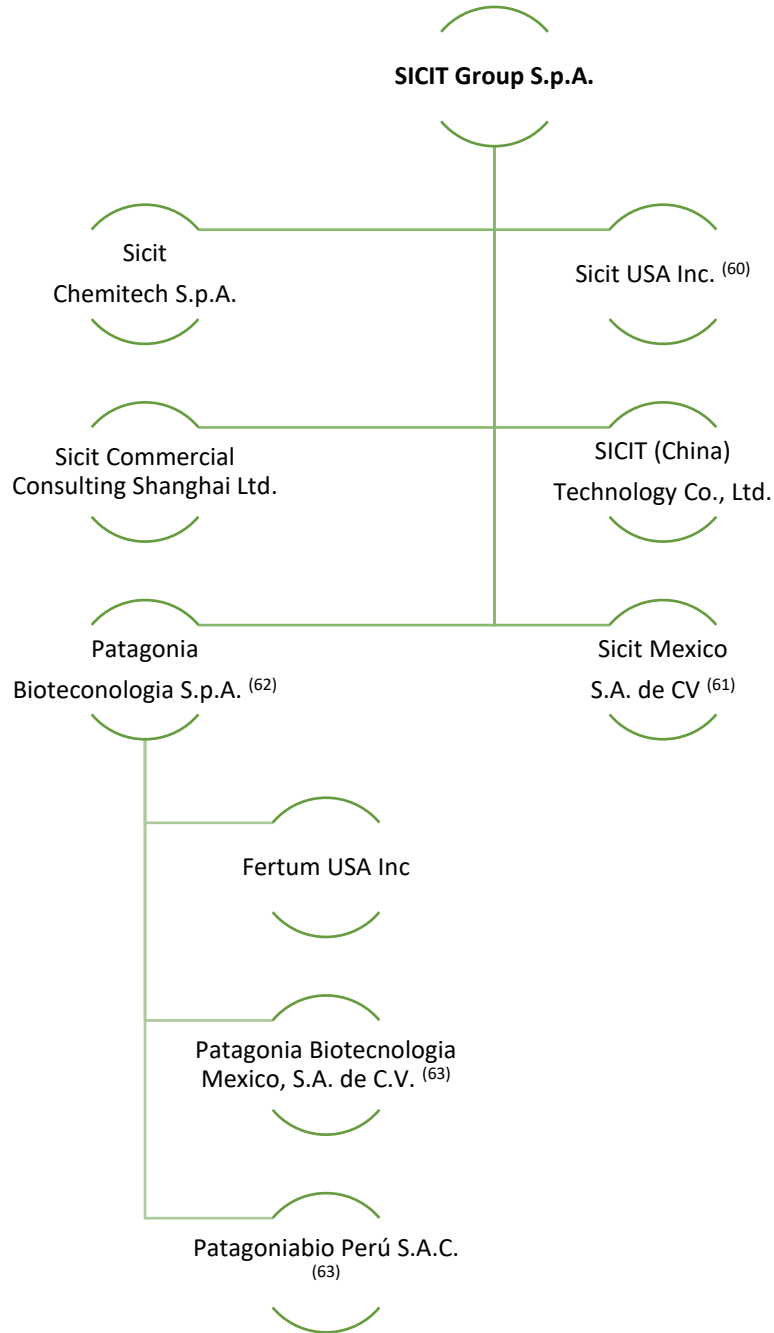 SICIT Group S.p.A.
Sicit
Chemitech S.p.A.
Sicit USA Inc. (60)
Sicit Commercial
Consulting Shanghai Ltd.
SICIT (China)
Technology Co., Ltd.
Patagonia
Bioteconologia S.p.A. (62)
Sicit Mexico
S.A. de CV (61)
Fertum USA Inc
Patagonia Biotecnologia
Mexico, S.A. de C.V. (63)
Patagoniabio Perú S.A.C.
(63)